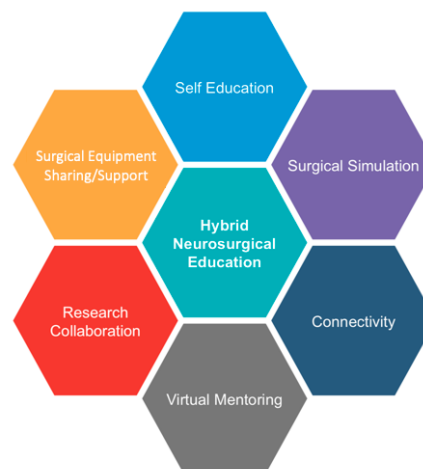 Self Education
Surgical Equipment
Sharing/Support
Surgical Simulation
Hybrid
Neurosurgical
Education
Research
Collaboration
Connectivity
Virtual Mentoring